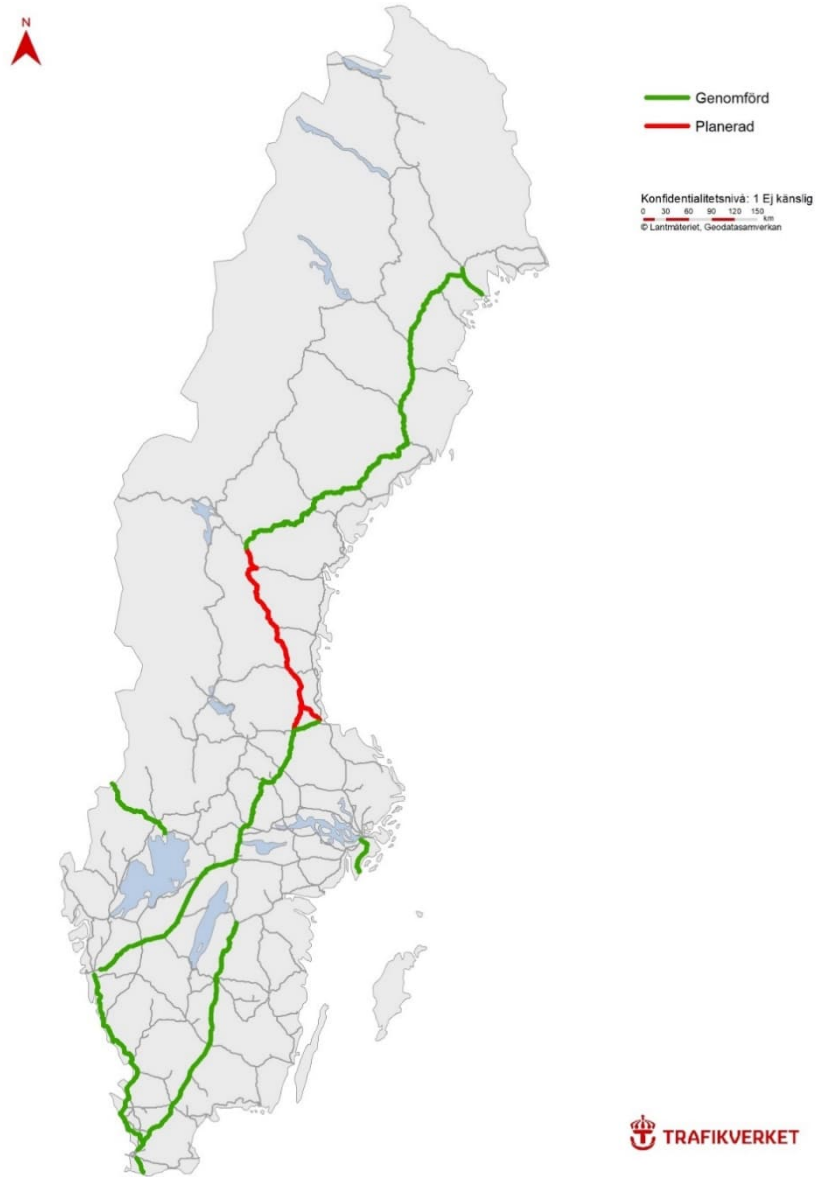 N
Genomförd
Planerad
Konfidentialitetsnivå: 1 Ej känslig
0 30 60 90 120 150
km
© Lantmäteriet, Geodatasamverkan
TRAFIKVERKET